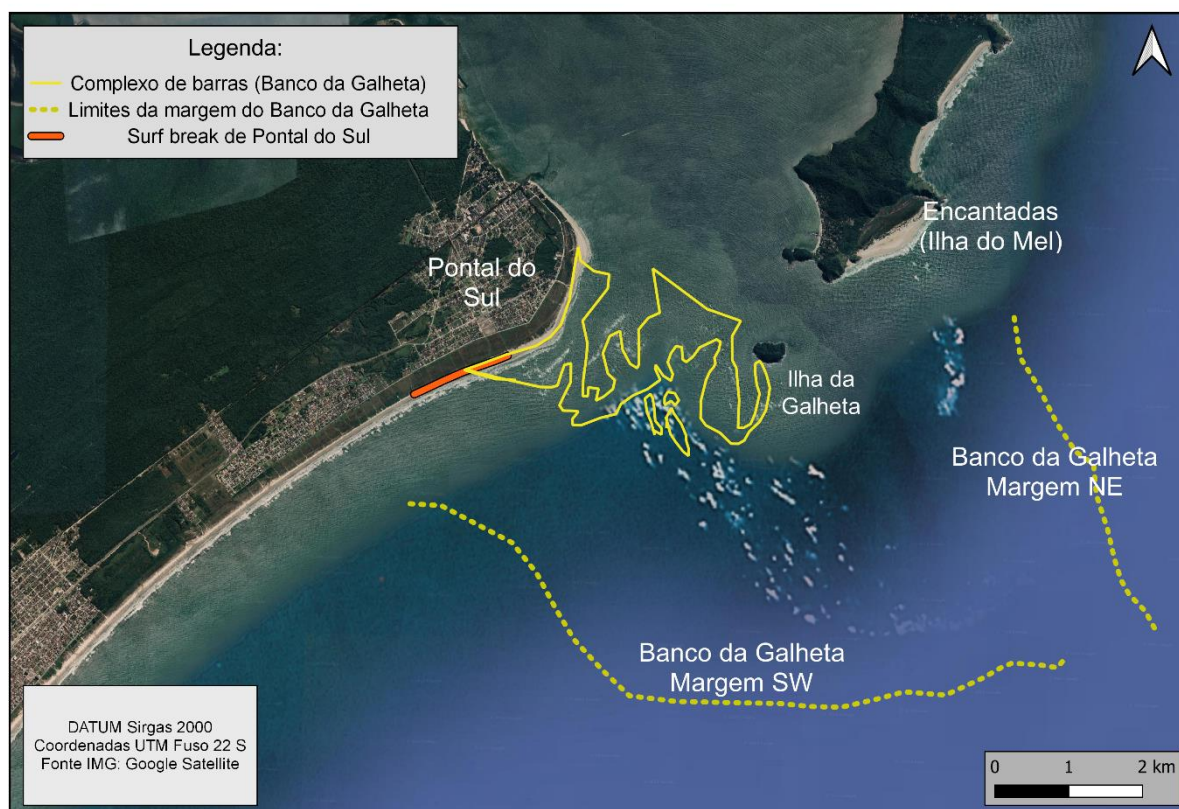 Legenda:
Complexo de barras (Banco da Galheta)
Limites da margem do Banco da Galheta
Surf break de Pontal do Sul
Encantadas
(Ilha do Mel)
Pontal do
Sul
Ilha da
Galheta
Banco da Galheta
Margem NE
Banco da Galheta
Margem SW
DATUM Sirgas 2000
Coordenadas UTM Fuso 22 S
Fonte IMG: Google Satellite
0 1 2 km